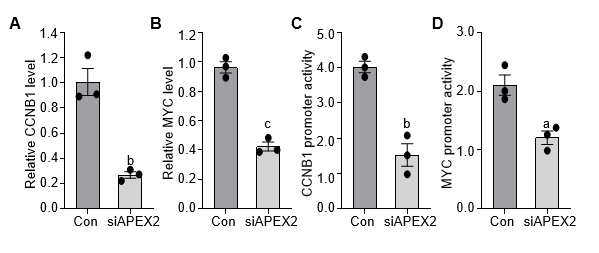 A
B
C
D
Relative CCNB1 level
1.4
1.2
1.0
0.8
0.6
0.4
0.2
0.0
b
Con
siAPEX2
Relative MYC level
1.2
1.0
0.8
0.6
0.4
0.2
0.0
c
Con
siAPEX2
CCNB1 promoter activity
5.0
4.0
3.0
2.0
1.0
0.0
b
Con
siAPEX2
MYC promoter activity
3.0
2.0
1.0
0.0
a
Con
siAPEX2